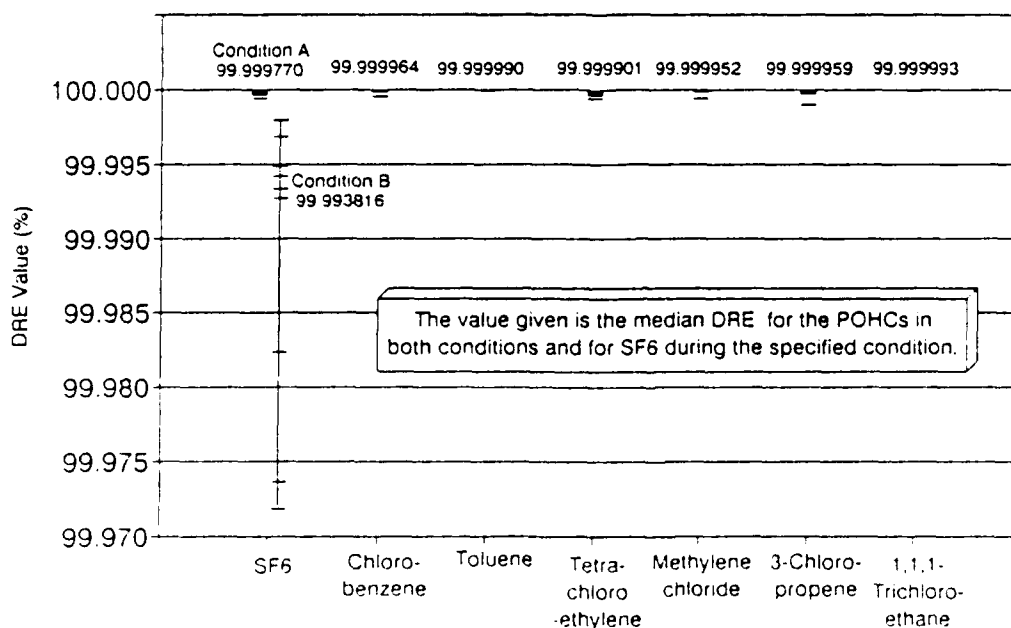 Condition A
99.999770 99.999964 99.999990 99.999901 99.999952 99.999959 99.999993
100.000
99.995
Condition B
99 993816
99.990
99.985
99.980
99.975
99.970
DRE Value (%)
The value given is the median DRE for the POHCs in
both conditions and for SF6 during the specified condition.
SF6
Chloro-
benzene
Toluene
Tetra-
chloro
-ethylene
Methylene
chloride
3-Chloro-
propene
1,1,1-
Trichloro-
ethane